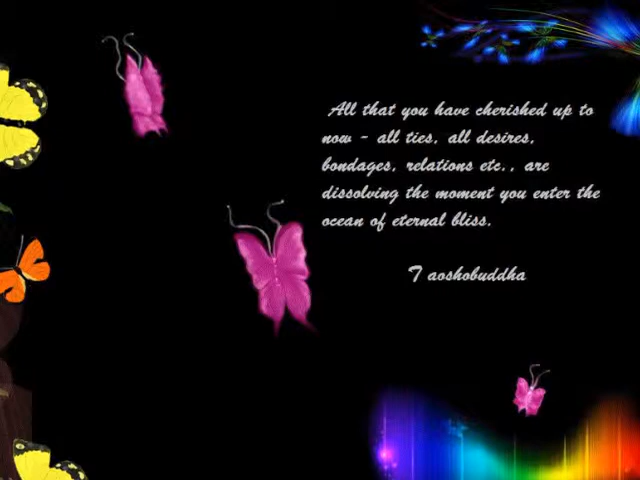 All that you have cherished up to
now - all ties, all desires,
bondages, relations etc., are
dissolving the moment you enter the
ocean of eternal bliss.
T aoshobuddha